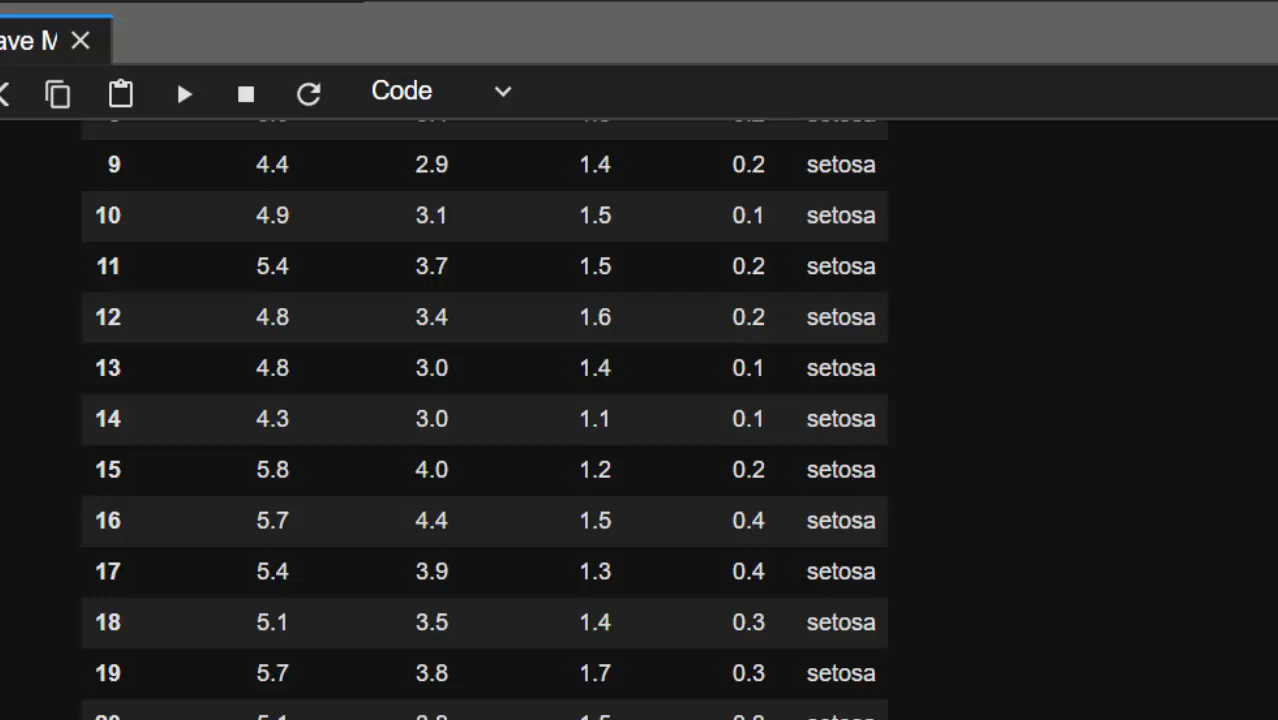 ave M
Code
9 4.4 2.9 1.4 0.2 setosa
10 4.9 3.1 1.5 0.1 setosa
11 5.4 3.7 1.5 0.2 setosa
12 4.8 3.4 1.6 0.2 setosa
13 4.8 3.0 1.4 0.1 setosa
14 4.3 3.0 1.1 0.1 setosa
15 5.8 4.0 1.2 0.2 setosa
16 5.7 4.4 1.5 0.4 setosa
17 5.4 3.9 1.3 0.4 setosa
18 5.1 3.5 1.4 0.3 setosa
19 5.7 3.8 1.7 0.3 setosa